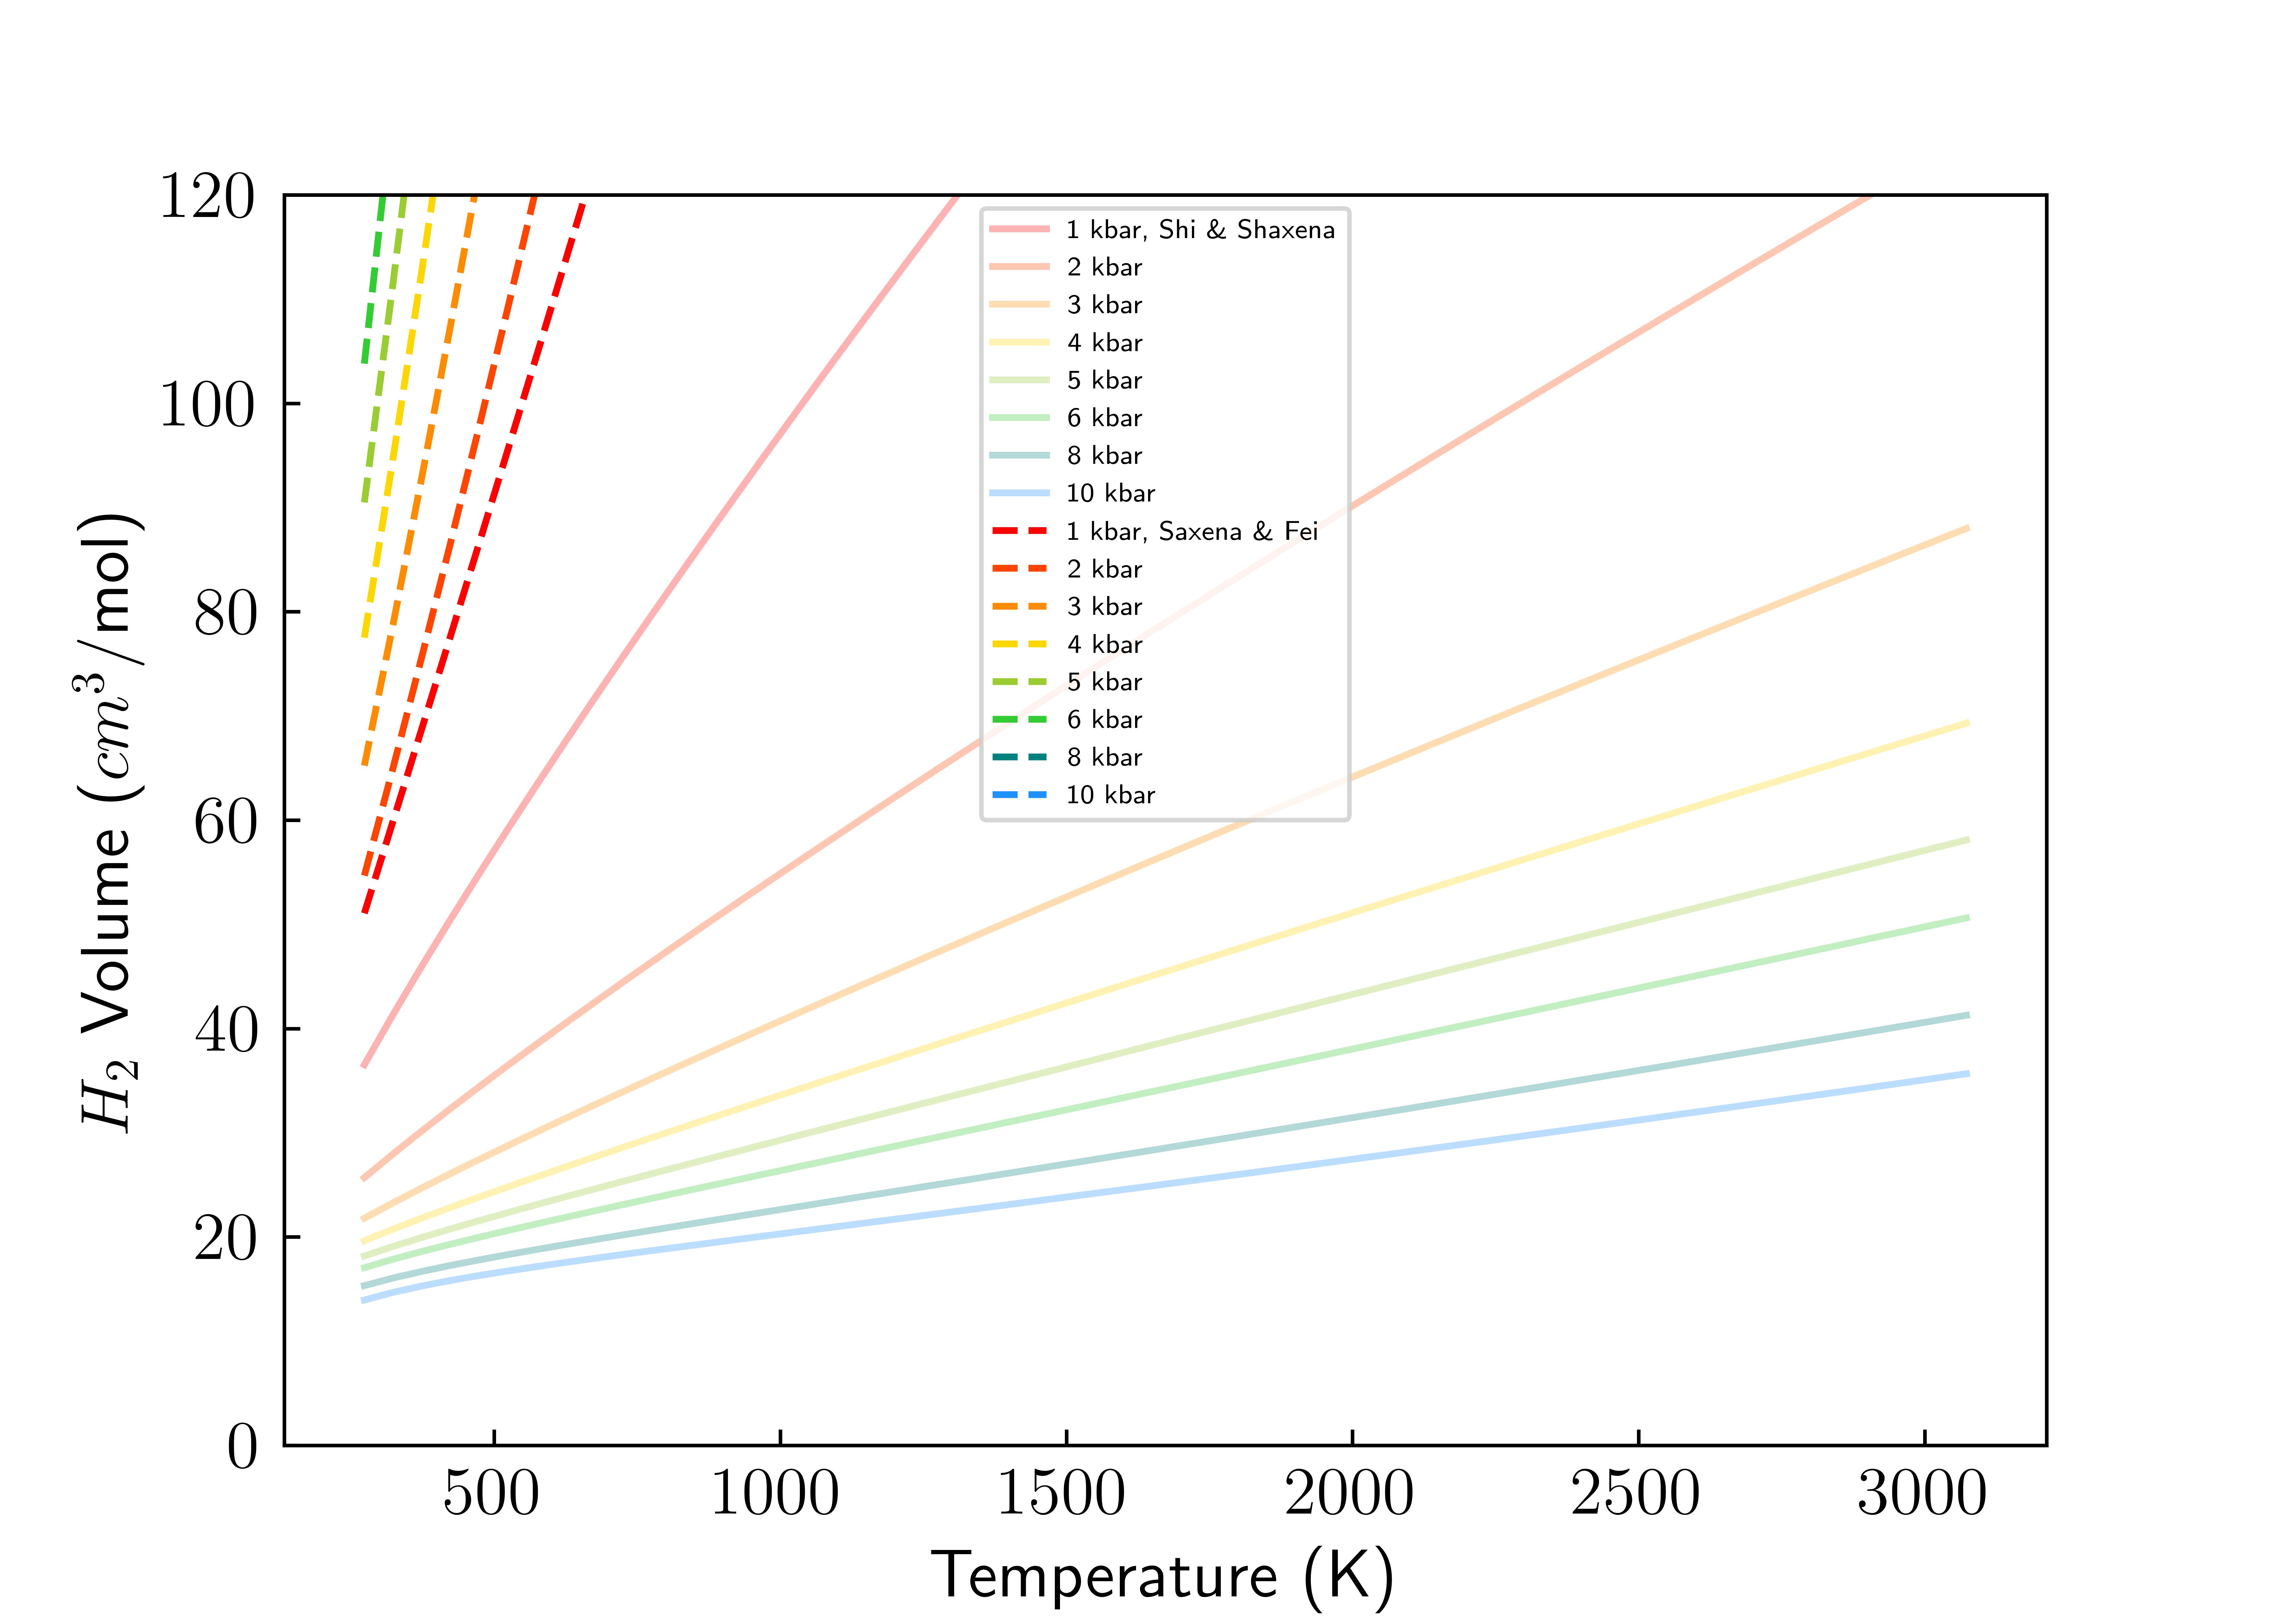 120
100
80
60
40
20
0
H₂ Volume (cm³/mol)
1 kbar, Shi & Shaxena
2 kbar
3 kbar
4 kbar
5 kbar
6 kbar
8 kbar
10 kbar
1 kbar, Saxena & Fei
2 kbar
3 kbar
4 kbar
5 kbar
6 kbar
8 kbar
10 kbar
500 1000 1500 2000 2500 3000
Temperature (K)